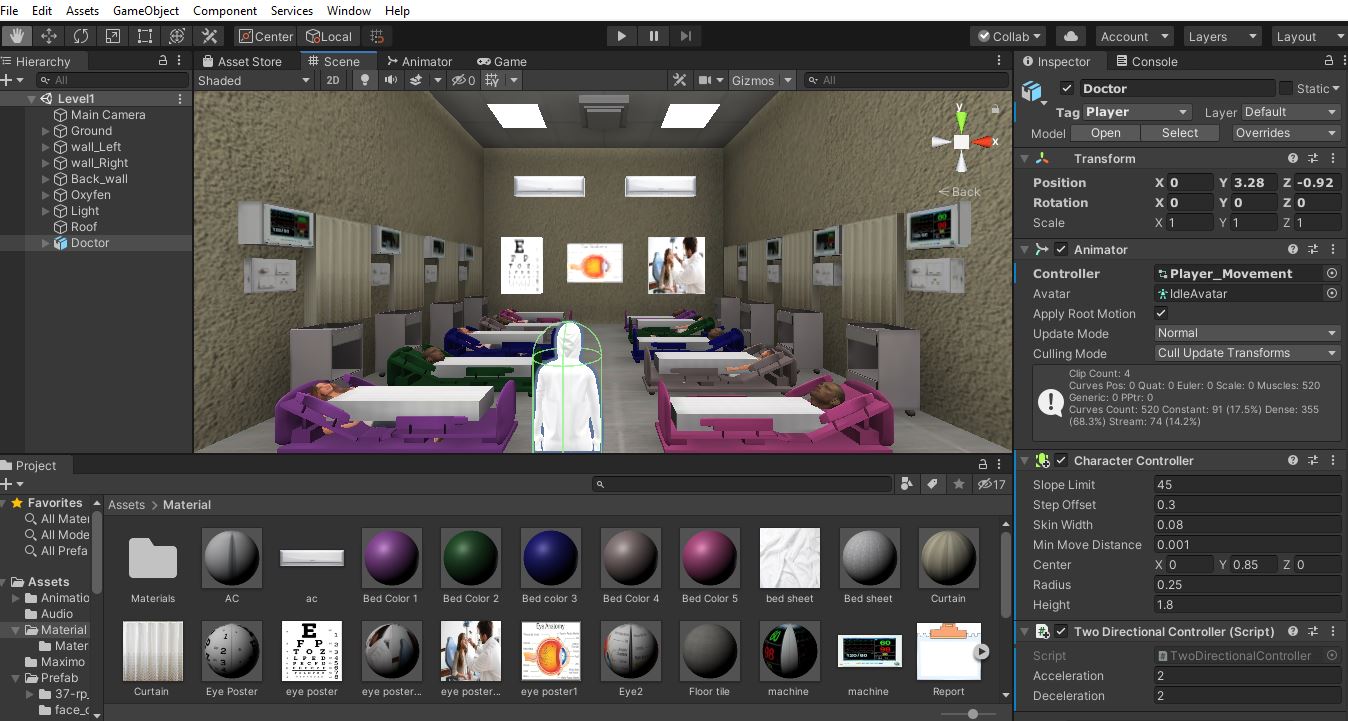 File Edit Assets GameObject Component Services Window Help
Center Local Collab Account Layers Layout
Hierarchy
All
Level1
Main Camera
Ground
wall_Left
wall_Right
Back_wall
Oxyfen
Light
Roof
Doctor
Asset Store Scene Animator Game
Shaded 2D 0 Gizmos All
y
x
Back
Inspector Console
Doctor Static
Tag Player Layer Default
Model Open Select Overrides
Transform
Position X 0 Y 3.28 Z -0.92
Rotation X 0 Y 0 Z 0
Scale X 1 Y 1 Z 1
Animator
Controller Player_Movement
Avatar IdleAvatar
Apply Root Motion
Update Mode Normal
Culling Mode Cull Update Transforms
Clip Count: 4
Curves Pos: 0 Quat: 0 Euler: 0 Scale: 0 Muscles: 520
Generic: 0 PPtr: 0
Curves Count: 520 Constant: 91 (17.5%) Dense: 355
(68.3%) Stream: 74 (14.2%)
Character Controller
Slope Limit 45
Step Offset 0.3
Skin Width 0.08
Min Move Distance 0.001
Center X 0 Y 0.85 Z 0
Radius 0.25
Height 1.8
Two Directional Controller (Script)
Script TwoDirectionalController
Acceleration 2
Deceleration 2
Project
17
Favorites
All Mater
All Mode
All Prefa
Assets
Animatio
Audio
Material
Mater
Maximo
Prefab
37-rp_
face_c
Assets > Material
Materials AC ac Bed Color 1 Bed Color 2 Bed color 3 Bed Color 4 Bed Color 5 bed sheet Bed sheet Curtain
Curtain Eye Poster eye poster eye poster... eye poster... eye poster1 Eye2 Floor tile machine machine Report